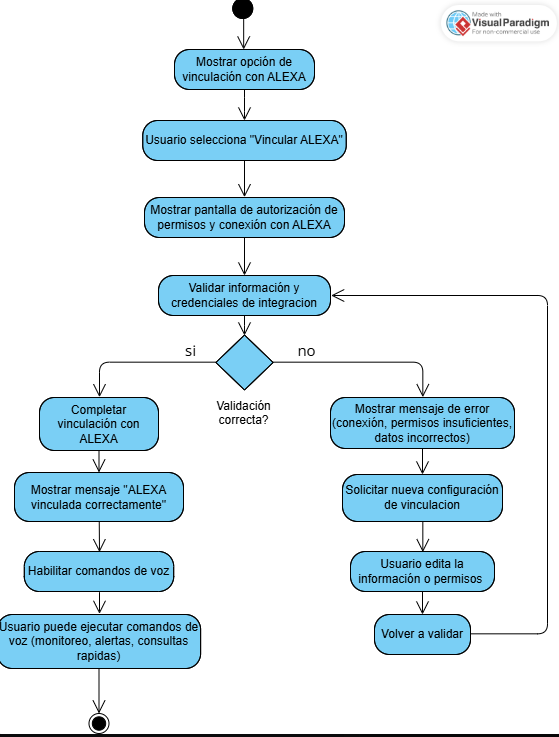 Made with
VisualParadigm
For non-commercial use
Mostrar opción de
vinculación con ALEXA
Usuario selecciona "Vincular ALEXA"
Mostrar pantalla de autorización de
permisos y conexión con ALEXA
Validar información y
credenciales de integracion
si
no
Validación
correcta?
Completar
vinculación con
ALEXA
Mostrar mensaje "ALEXA
vinculada correctamente"
Habilitar comandos de voz
Usuario puede ejecutar comandos de
voz (monitoreo, alertas, consultas
rapidas)
Mostrar mensaje de error
(conexión, permisos insuficientes,
datos incorrectos)
Solicitar nueva configuración
de vinculacion
Usuario edita la
información o permisos
Volver a validar